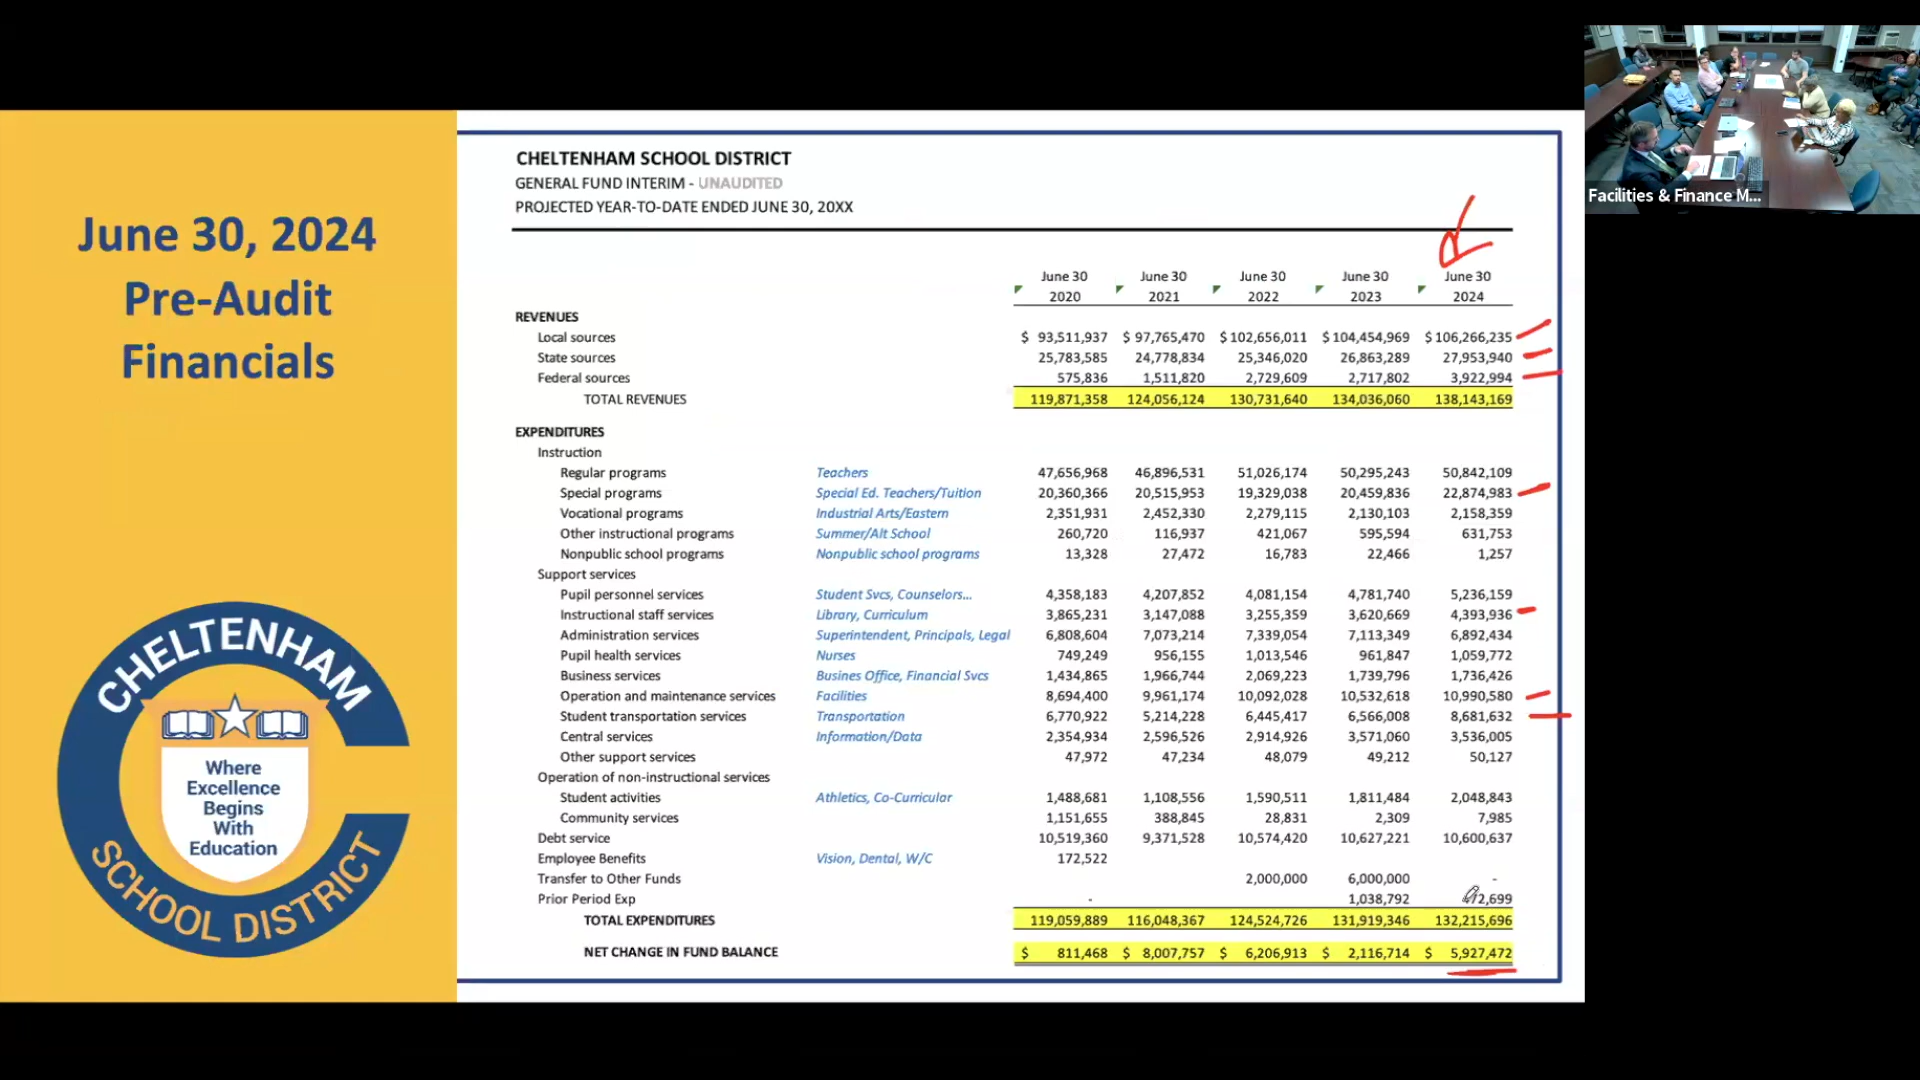 June 30, 2024
Pre-Audit
Financials
CHELTENHAM
Where
Excellence
Begins
With
Education
SCHOOL DISTRICT
CHELTENHAM SCHOOL DISTRICT
GENERAL FUND INTERIM - UNAUDITED
PROJECTED YEAR-TO-DATE ENDED JUNE 30, 20XX
June 30 June 30 June 30 June 30 June 30
2020 2021 2022 2023 2024
REVENUES
Local sources $ 93,511,937 $ 97,765,470 $ 102,656,011 $ 104,454,969 $ 106,266,235
State sources 25,783,585 24,778,834 25,346,020 26,863,289 27,953,940
Federal sources 575,836 1,511,820 2,729,609 2,717,802 3,922,994
TOTAL REVENUES 119,871,358 124,056,124 130,731,640 134,036,060 138,143,169
EXPENDITURES
Instruction
Regular programs Teachers 47,656,968 46,896,531 51,026,174 50,295,243 50,842,109
Special programs Special Ed. Teachers/Tuition 20,360,366 20,515,953 19,329,038 20,459,836 22,874,983
Vocational programs Industrial Arts/Eastern 2,351,931 2,452,330 2,279,115 2,130,103 2,158,359
Other instructional programs Summer/Alt School 260,720 116,937 421,067 595,594 631,753
Nonpublic school programs Nonpublic school programs 13,328 27,472 16,783 22,466 1,257
Support services
Pupil personnel services Student Svcs, Counselors... 4,358,183 4,207,852 4,081,154 4,781,740 5,236,159
Instructional staff services Library, Curriculum 3,865,231 3,147,088 3,255,359 3,620,669 4,393,936
Administration services Superintendent, Principals, Legal 6,808,604 7,073,214 7,339,054 7,113,349 6,892,434
Pupil health services Nurses 749,249 956,155 1,013,546 961,847 1,059,772
Business services Busines Office, Financial Svcs 1,434,865 1,966,744 2,069,223 1,739,796 1,736,426
Operation and maintenance services Facilities 8,694,400 9,961,174 10,092,028 10,532,618 10,990,580
Student transportation services Transportation 6,770,922 5,214,228 6,445,417 6,566,008 8,681,632
Central services Information/Data 2,354,934 2,596,526 2,914,926 3,571,060 3,536,005
Other support services 47,972 47,234 48,079 49,212 50,127
Operation of non-instructional services
Student activities Athletics, Co-Curricular 1,488,681 1,108,556 1,590,511 1,811,484 2,048,843
Community services 1,151,655 388,845 28,831 2,309 7,985
Debt service 10,519,360 9,371,528 10,574,420 10,627,221 10,600,637
Employee Benefits Vision, Dental, W/C 172,522
Transfer to Other Funds 2,000,000 6,000,000 -
Prior Period Exp - 1,038,792
TOTAL EXPENDITURES 119,059,889 116,048,367 124,524,726 131,919,346 132,215,696
NET CHANGE IN FUND BALANCE $ 811,468 $ 8,007,757 $ 6,206,913 $ 2,116,714 $ 5,927,472
Facilities & Finance M...